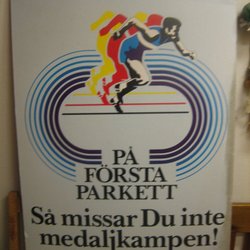 PÅ
FÖRSTA
PARKETT
Så missar Du inte
medaljkampen!